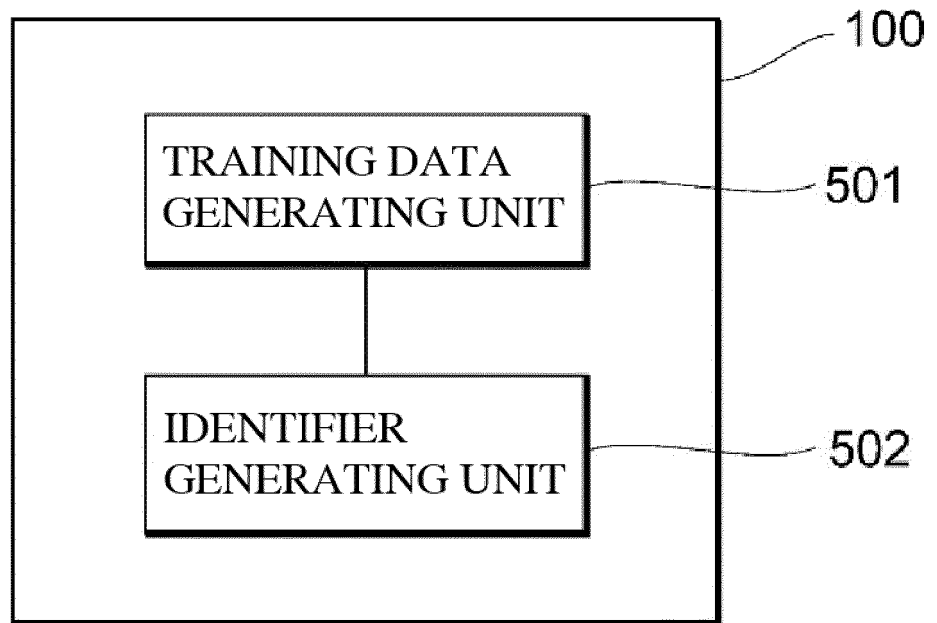 100
TRAINING DATA
GENERATING UNIT
501
IDENTIFIER
GENERATING UNIT
502